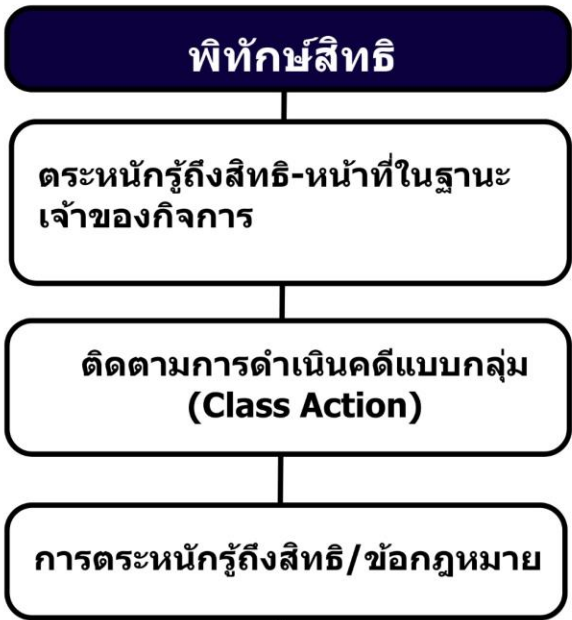 พิทักษ์สิทธิ
ตระหนักรู้ถึงสิทธิ-หน้าที่ในฐานะ
เจ้าของกิจการ
ติดตามการดำเนินคดีแบบกลุ่ม
(Class Action)
การตระหนักรู้ถึงสิทธิ/ข้อกฎหมาย